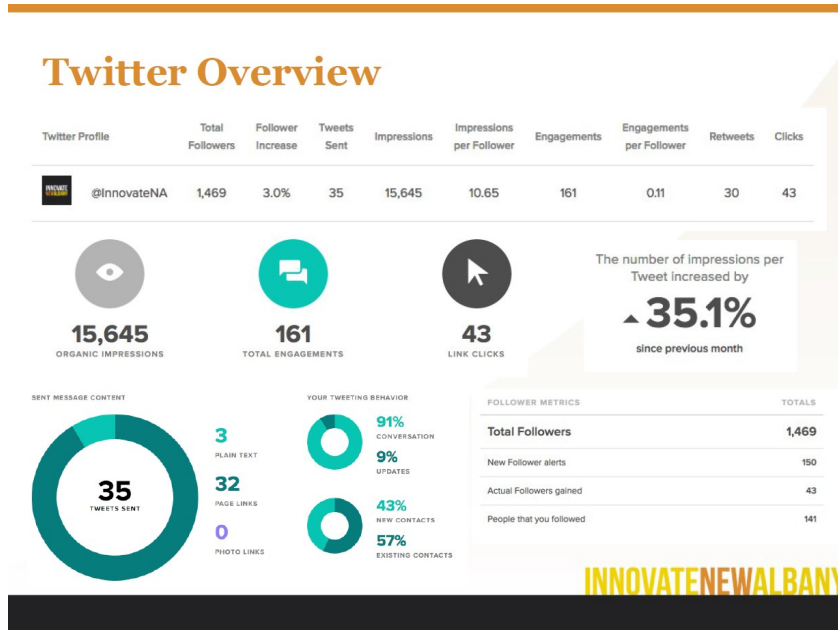 Twitter Overview
Twitter Profile
Total Followers
Follower Increase
Tweets Sent
Impressions
Impressions per Follower
Engagements
Engagements per Follower
Retweets
Clicks
INNOVATE
NEWALBANY
@InnovateNA 1,469 3.0% 35 15,645 10.65 161 0.11 30 43
15,645
ORGANIC IMPRESSIONS
161
TOTAL ENGAGEMENTS
43
LINK CLICKS
The number of impressions per
Tweet increased by
35.1%
since previous month
SENT MESSAGE CONTENT
35
TWEETS SENT
3
PLAIN TEXT
32
PAGE LINKS
0
PHOTO LINKS
YOUR TWEETING BEHAVIOR
91%
CONVERSATION
9%
UPDATES
43%
NEW CONTACTS
57%
EXISTING CONTACTS
FOLLOWER METRICS TOTALS
Total Followers 1,469
New Follower alerts 150
Actual Followers gained 43
People that you followed 141
INNOVATENEWALBANY